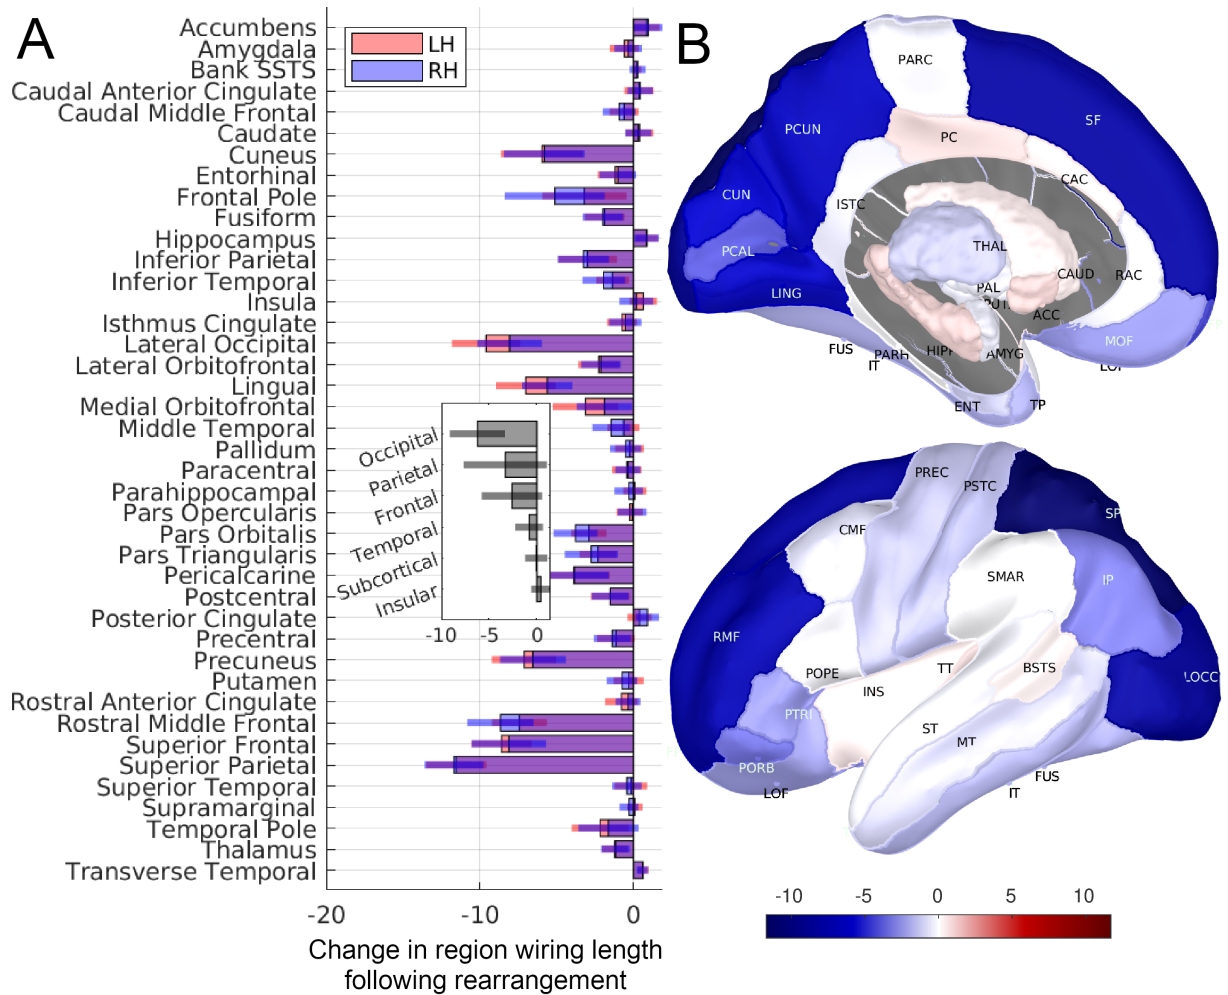 A
Accumbens
Amygdala
Bank SSTS
Caudal Anterior Cingulate
Caudal Middle Frontal
Caudate
Cuneus
Entorhinal
Frontal Pole
Fusiform
Hippocampus
Inferior Parietal
Inferior Temporal
Insula
Isthmus Cingulate
Lateral Occipital
Lateral Orbitofrontal
Lingual
Medial Orbitofrontal
Middle Temporal
Pallidum
Paracentral
Parahippocampal
Pars Opercularis
Pars Orbitalis
Pars Triangularis
Pericalcarine
Postcentral
Posterior Cingulate
Precentral
Precuneus
Putamen
Rostral Anterior Cingulate
Rostral Middle Frontal
Superior Frontal
Superior Parietal
Superior Temporal
Supramarginal
Temporal Pole
Thalamus
Transverse Temporal
LH
RH
Occipital
Parietal
Frontal
Temporal
Subcortical
Insular
-10 -5 0
-20 -10 0
Change in region wiring length
following rearrangement
B
PARC
SF
PCUN
PC
CAC
CUN
ISTC
PCAL
THAL
CAUD
RAC
PAL
LING
ACC
MOF
FUS
PARH
HIPP
AMYG
IT
ENT
TP
PREC
PSTC
SP
CMF
SMAR
IP
RMF
POPE
TT
BSTS
LOCC
INS
PTRI
ST
MT
PORB
FUS
LOF
IT
-10 -5 0 5 10